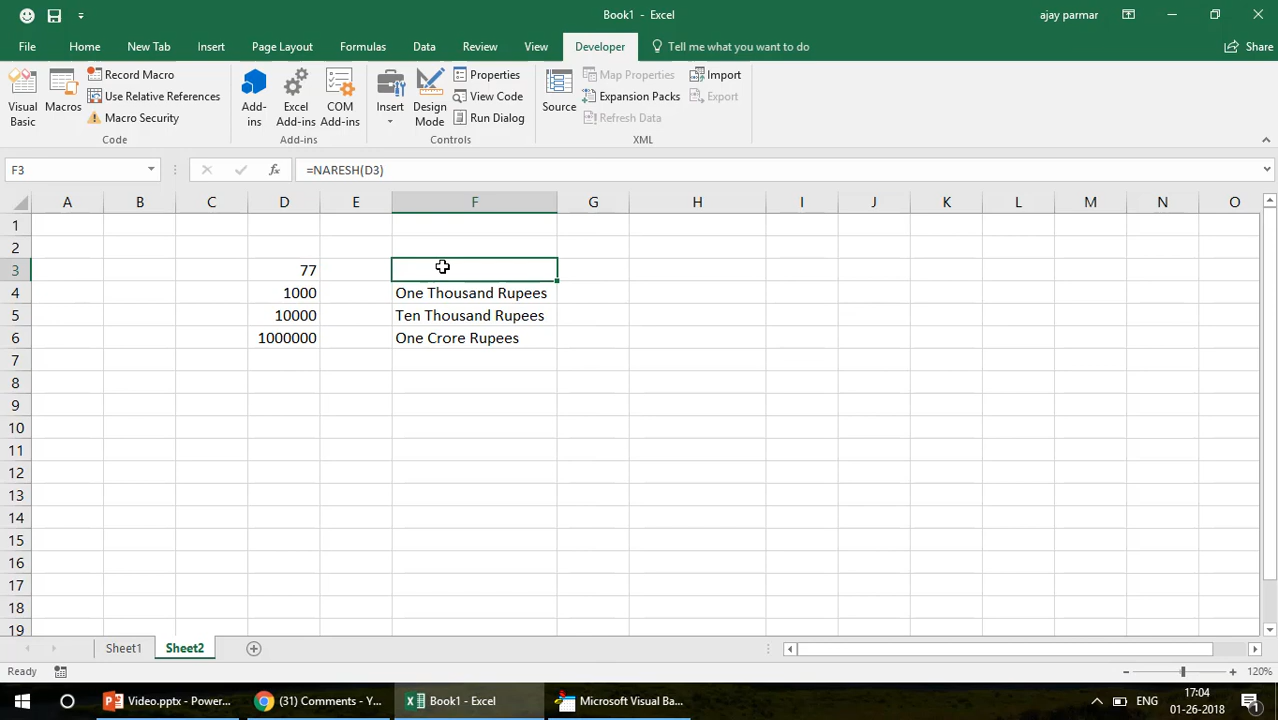 Book1 - Excel
ajay parmar
File Home New Tab Insert Page Layout Formulas Data Review View Developer Tell me what you want to do Share
Visual Basic
Macros
Record Macro
Use Relative References
Macro Security
Code
Add-ins
Excel Add-ins
COM Add-ins
Add-ins
Insert
Design Mode
Properties
View Code
Run Dialog
Controls
Source
Map Properties
Expansion Packs
Refresh Data
Import
Export
XML
F3
fx
=NARESH(D3)
A B C D E F G H I J K L M N O
1
2
3 77
4 1000 One Thousand Rupees
5 10000 Ten Thousand Rupees
6 1000000 One Crore Rupees
7
8
9
10
11
12
13
14
15
16
17
18
19
Sheet1 Sheet2
Ready
120%
Video.pptx - Power...
(31) Comments - Y...
Book1 - Excel
Microsoft Visual Ba...
ENG
17:04
01-26-2018
1